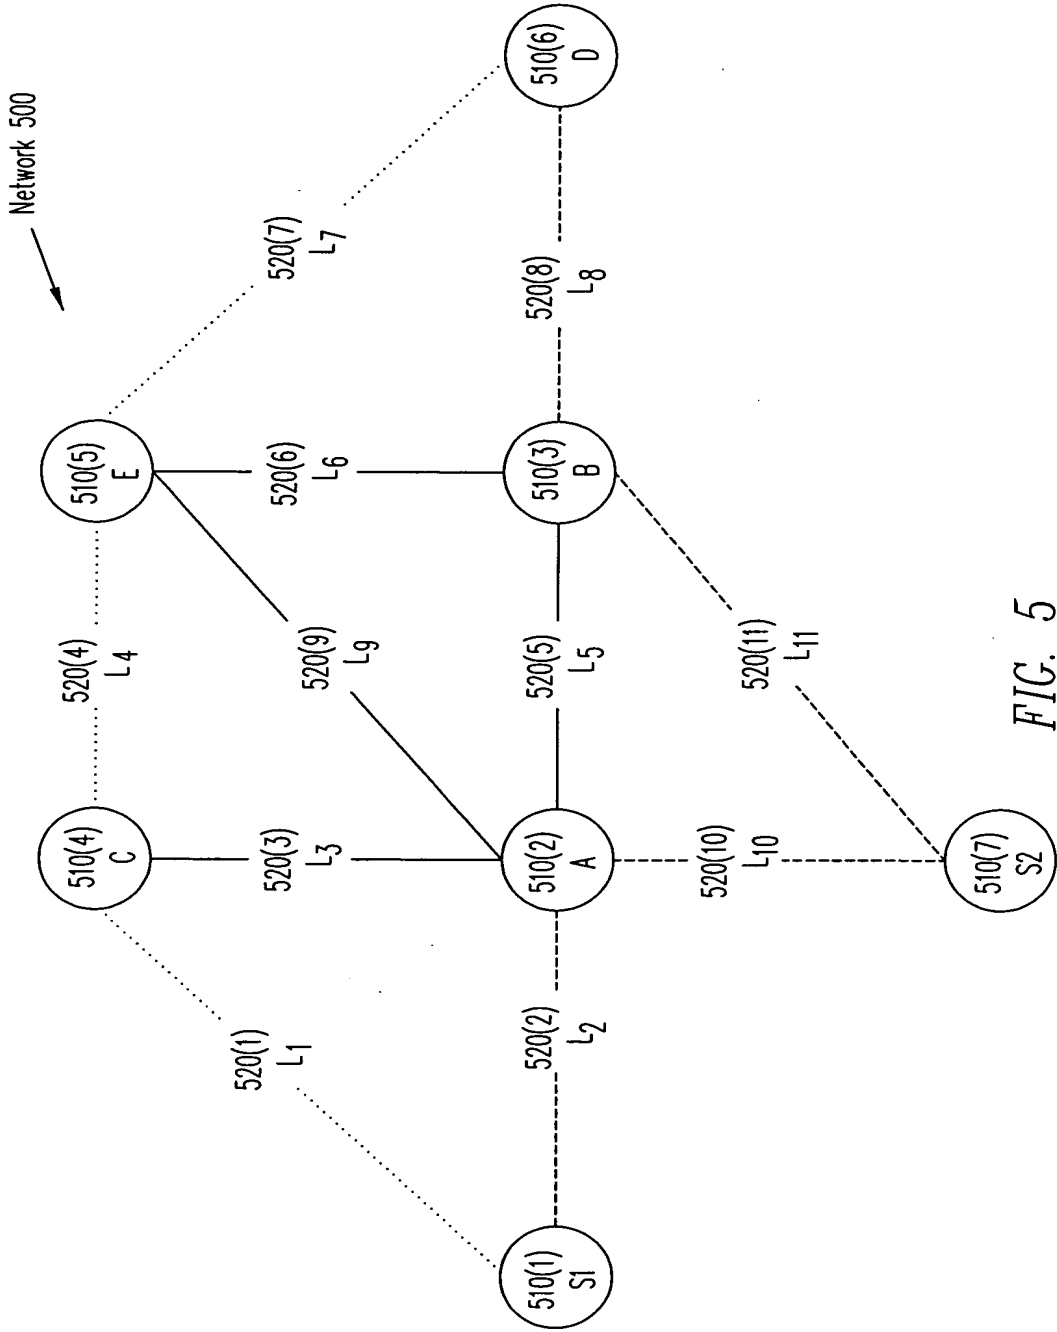 Network 500
510(4)
C
520(4)
L4
510(5)
E
520(1)
L1
520(3)
L3
520(9)
L9
520(6)
L6
520(7)
L7
510(1)
S1
520(2)
L2
510(2)
A
520(5)
L5
510(3)
B
520(8)
L8
510(6)
D
520(10)
L10
520(11)
L11
510(7)
S2
FIG. 5